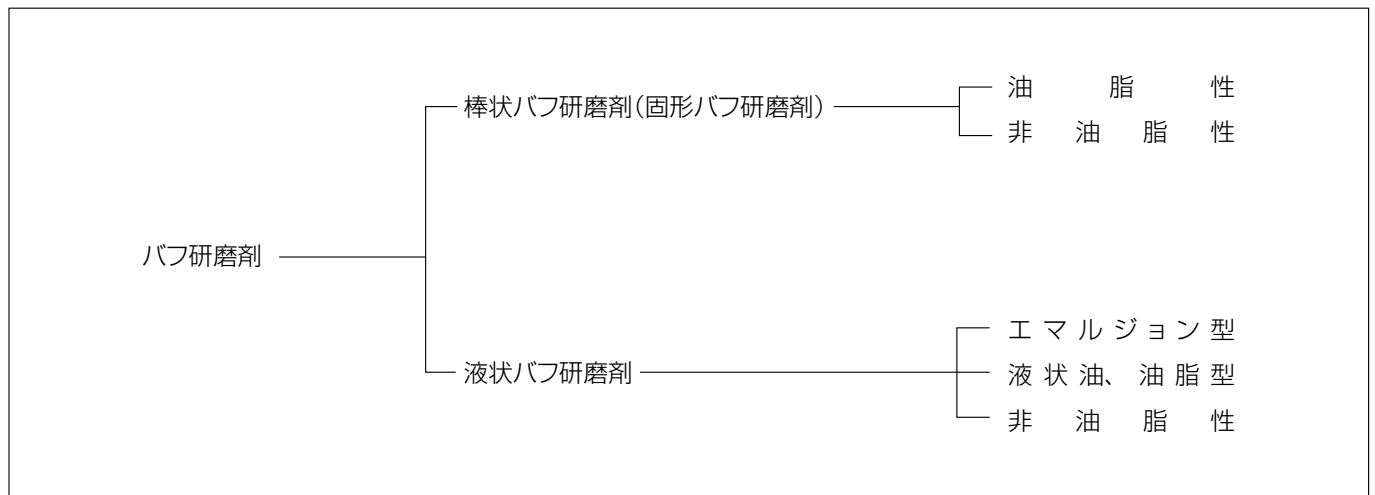 バフ研磨剤
棒状バフ研磨剤(固形バフ研磨剤)
油脂性
非油脂性
液状バフ研磨剤
エマルジョン型
液状油、油脂型
非油脂性